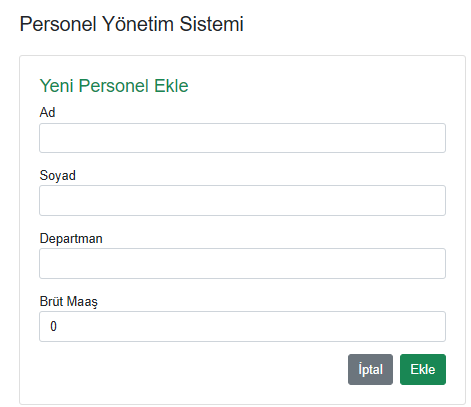 Personel Yönetim Sistemi
Yeni Personel Ekle
Ad
Soyad
Departman
Brüt Maaş
0
İptal Ekle